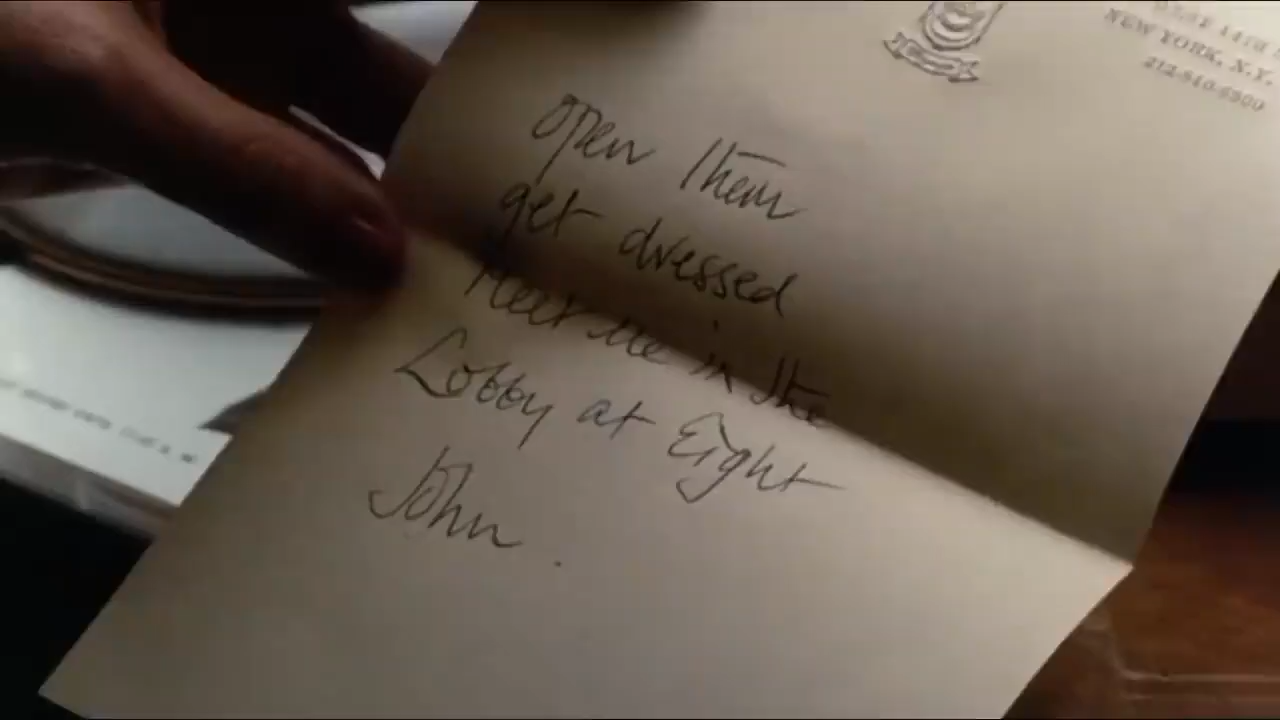 NEW YORK, N.Y.
Open Them
get dressed
Meet me in the
Lobby at Eight
John.